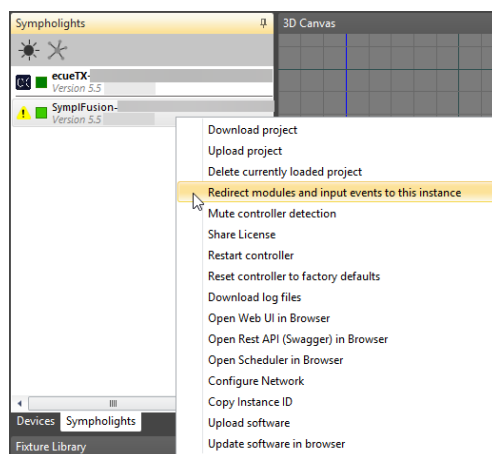 Sympholights
3D Canvas
ecueTX-
Version 5.5
SymplFusion-
Version 5.5
Download project
Upload project
Delete currently loaded project
Redirect modules and input events to this instance
Mute controller detection
Share License
Restart controller
Reset controller to factory defaults
Download log files
Open Web UI in Browser
Open Rest API (Swagger) in Browser
Open Scheduler in Browser
Configure Network
Copy Instance ID
Upload software
Update software in browser
Devices Sympholights
Fixture Library